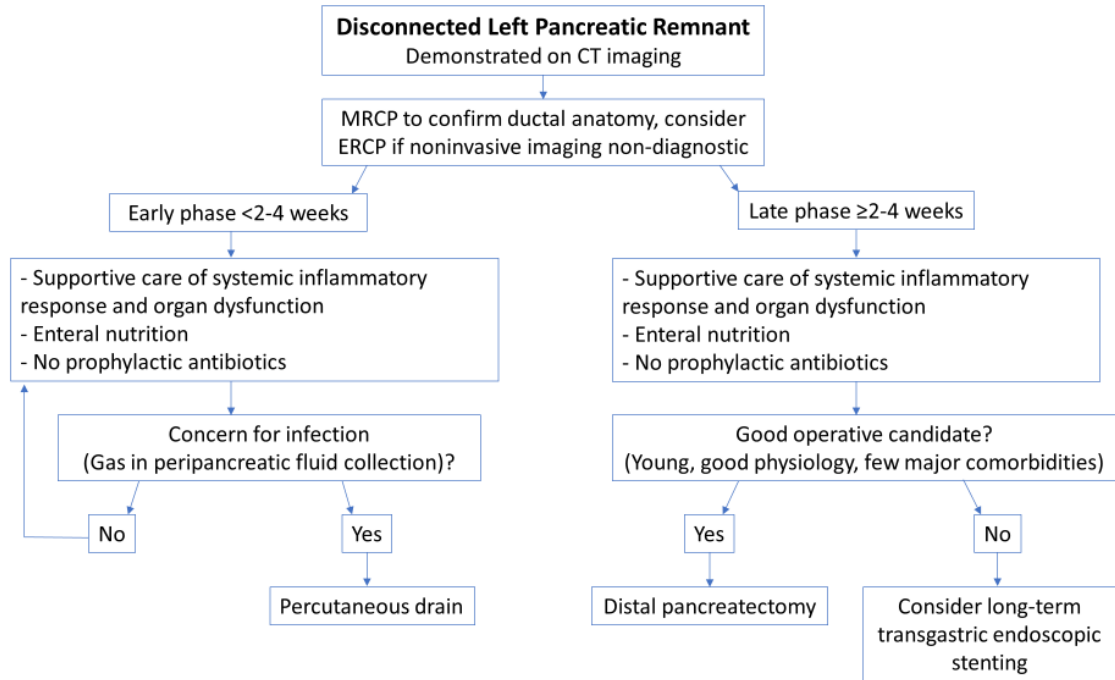 Disconnected Left Pancreatic Remnant
Demonstrated on CT imaging
MRCP to confirm ductal anatomy, consider
ERCP if noninvasive imaging non-diagnostic
Early phase <2-4 weeks
- Supportive care of systemic inflammatory
response and organ dysfunction
- Enteral nutrition
- No prophylactic antibiotics
Concern for infection
(Gas in peripancreatic fluid collection)?
No
Yes
Percutaneous drain
Late phase ≥2-4 weeks
- Supportive care of systemic inflammatory
response and organ dysfunction
- Enteral nutrition
- No prophylactic antibiotics
Good operative candidate?
(Young, good physiology, few major comorbidities)
Yes
No
Distal pancreatectomy
Consider long-term
transgastric endoscopic
stenting